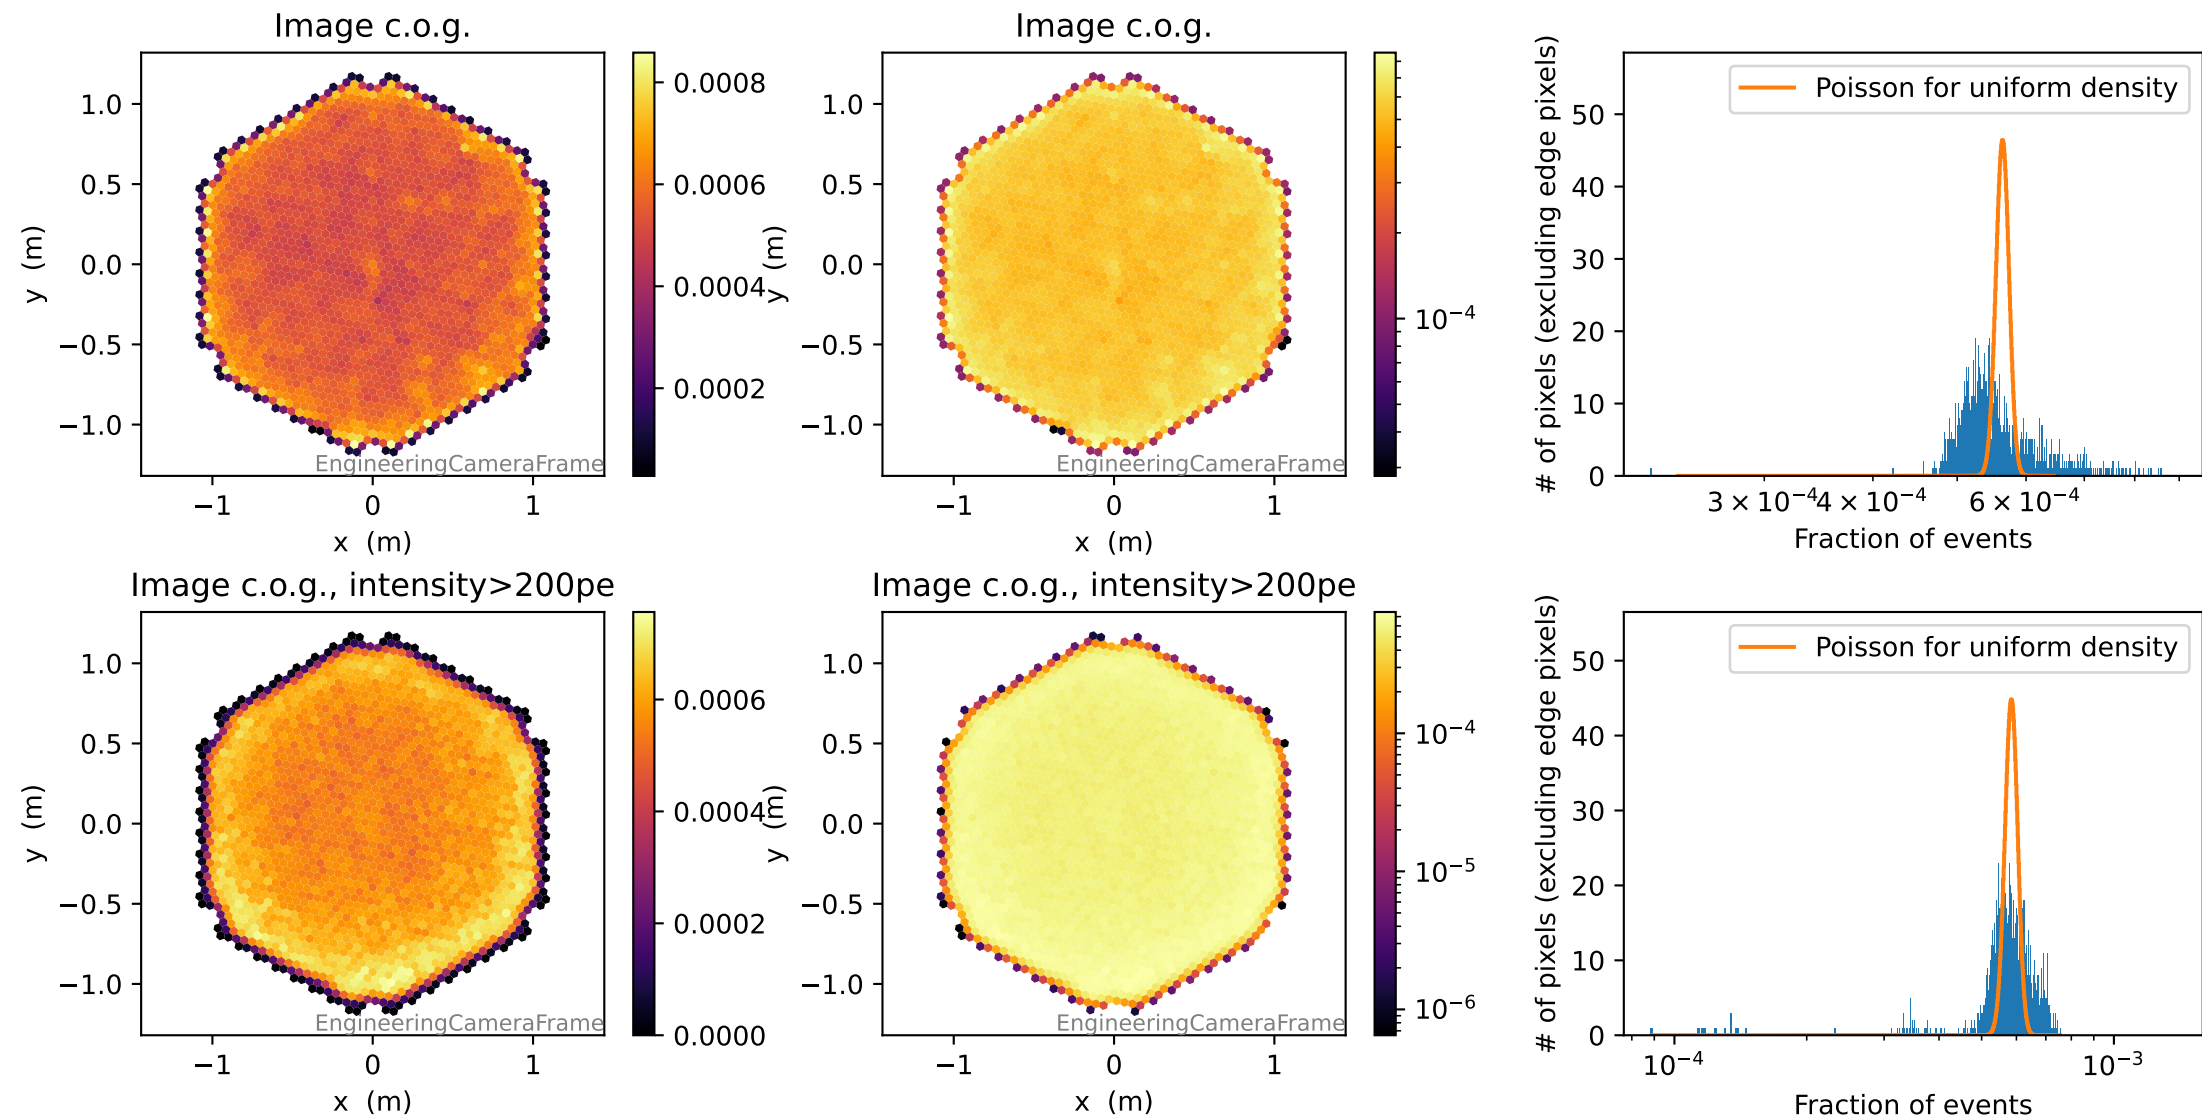 Image c.o.g.
1.0
0.5
0.0
−0.5
−1.0
y (m)
−1 0 1
x (m)
EngineeringCameraFrame
0.0008
0.0006
0.0004
0.0002
Image c.o.g.
1.0
0.5
0.0
−0.5
−1.0
y (m)
−1 0 1
x (m)
EngineeringCameraFrame
10⁻⁴
Poisson for uniform density
50
40
30
20
10
0
# of pixels (excluding edge pixels)
3 × 10⁻⁴ 4 × 10⁻⁴ 6 × 10⁻⁴
Fraction of events
Image c.o.g., intensity>200pe
1.0
0.5
0.0
−0.5
−1.0
y (m)
−1 0 1
x (m)
EngineeringCameraFrame
0.0006
0.0004
0.0002
0.0000
Image c.o.g., intensity>200pe
1.0
0.5
0.0
−0.5
−1.0
y (m)
−1 0 1
x (m)
EngineeringCameraFrame
10⁻⁴
10⁻⁵
10⁻⁶
Poisson for uniform density
50
40
30
20
10
0
# of pixels (excluding edge pixels)
10⁻⁴ 10⁻³
Fraction of events